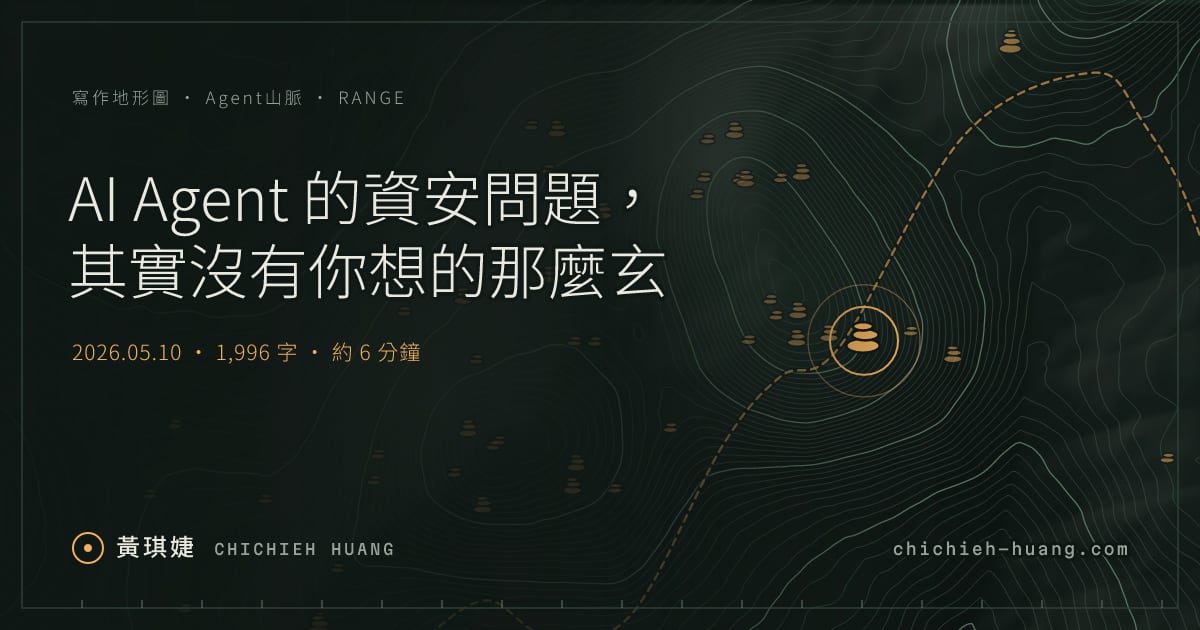 寫作地形圖 · Agent山脈 · RANGE
AI Agent 的資安問題，
其實沒有你想的那麼玄
2026.05.10 · 1,996 字 · 約 6 分鐘
黃琪婕 CHICHIEH HUANG
chichieh-huang.com